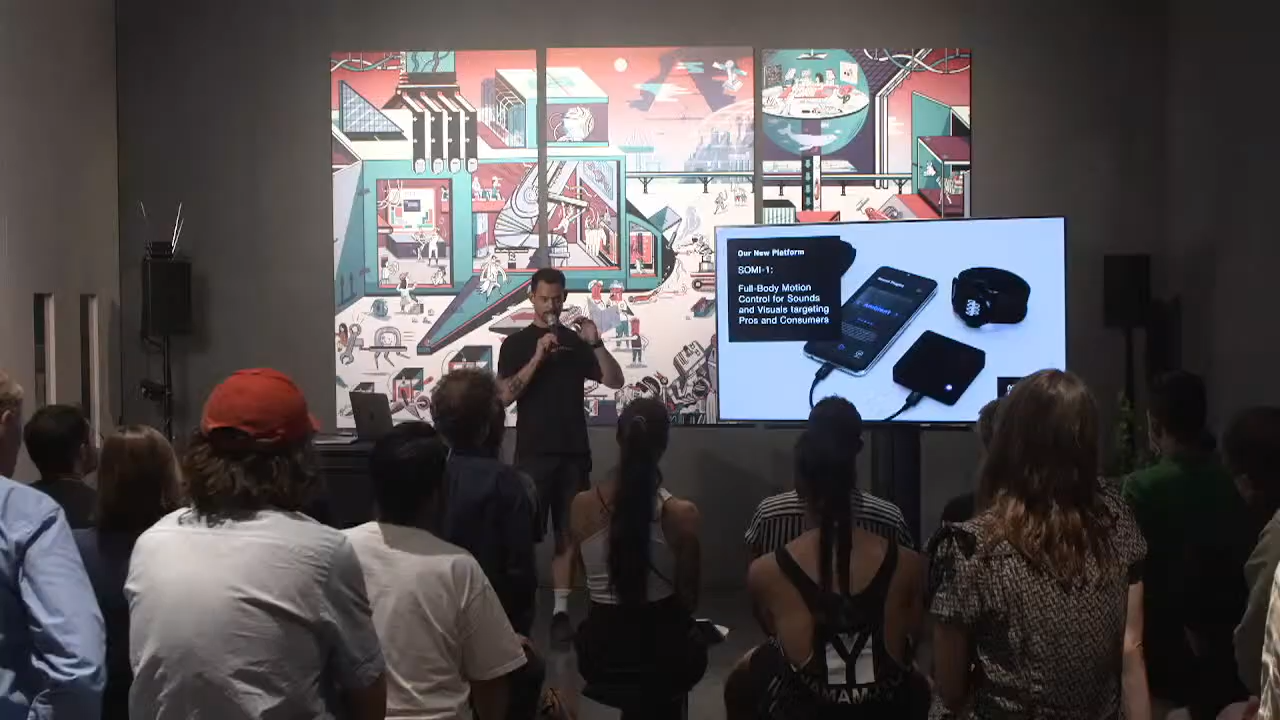 Our New Platform
SOMI-1:
Full-Body Motion
Control for Sounds
and Visuals targeting
Pros and Consumers
Y